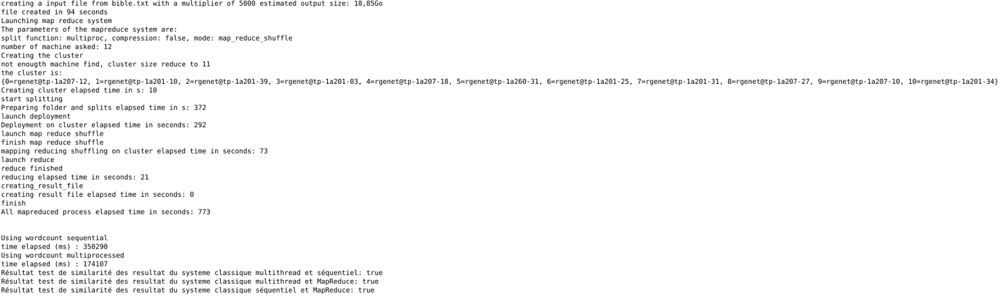 creating a input file from bible.txt with a multiplier of 5000 estimated output size: 18,85Go
file created in 94 seconds
Launching map reduce system
The parameters of the mapreduce system are:
split function: multiproc, compression: false, mode: map_reduce_shuffle
number of machine asked: 12
Creating the cluster
not enougth machine find, cluster size reduce to 11
the cluster is:
{0=rgenet@tp-1a207-12, 1=rgenet@tp-1a201-10, 2=rgenet@tp-1a201-39, 3=rgenet@tp-1a201-03, 4=rgenet@tp-1a207-18, 5=rgenet@tp-1a260-31, 6=rgenet@tp-1a201-25, 7=rgenet@tp-1a201-31, 8=rgenet@tp-1a207-27, 9=rgenet@tp-1a207-10, 10=rgenet@tp-1a201-34}
Creating cluster elapsed time in s: 10
start splitting
Preparing folder and splits elapsed time in s: 372
launch deployment
Deployment on cluster elapsed time in seconds: 292
launch map reduce shuffle
finish map reduce shuffle
mapping reducing shuffling on cluster elapsed time in seconds: 73
launch reduce
reduce finished
reducing elapsed time in seconds: 21
creating_result_file
creating result file elapsed time in seconds: 0
finish
All mapreduced process elapsed time in seconds: 773
Using wordcount sequential
time elapsed (ms) : 350290
Using wordcount multiprocessed
time elapsed (ms) : 174107
Résultat test de similarité des resultat du systeme classique multithread et séquentiel: true
Résultat test de similarité des resultat du systeme classique multithread et MapReduce: true
Résultat test de similarité des resultat du systeme classique séquentiel et MapReduce: true